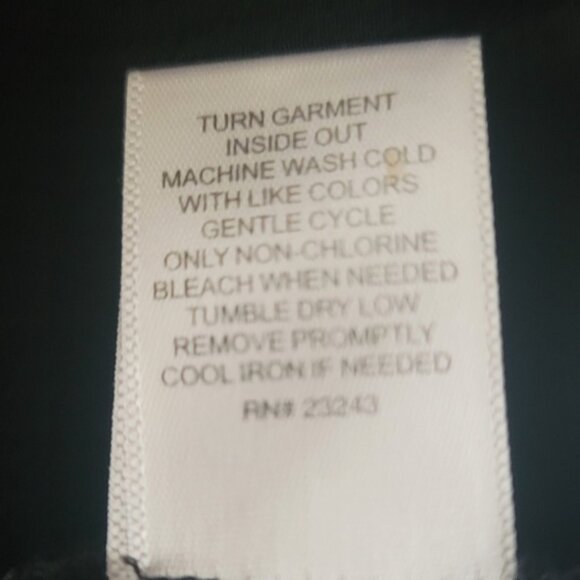 TURN GARMENT
INSIDE OUT
MACHINE WASH COLD
WITH LIKE COLORS
GENTLE CYCLE
ONLY NON-CHLORINE
BLEACH WHEN NEEDED
TUMBLE DRY LOW
REMOVE PROMPTLY
COOL IRON IF NEEDED
RN# 23243